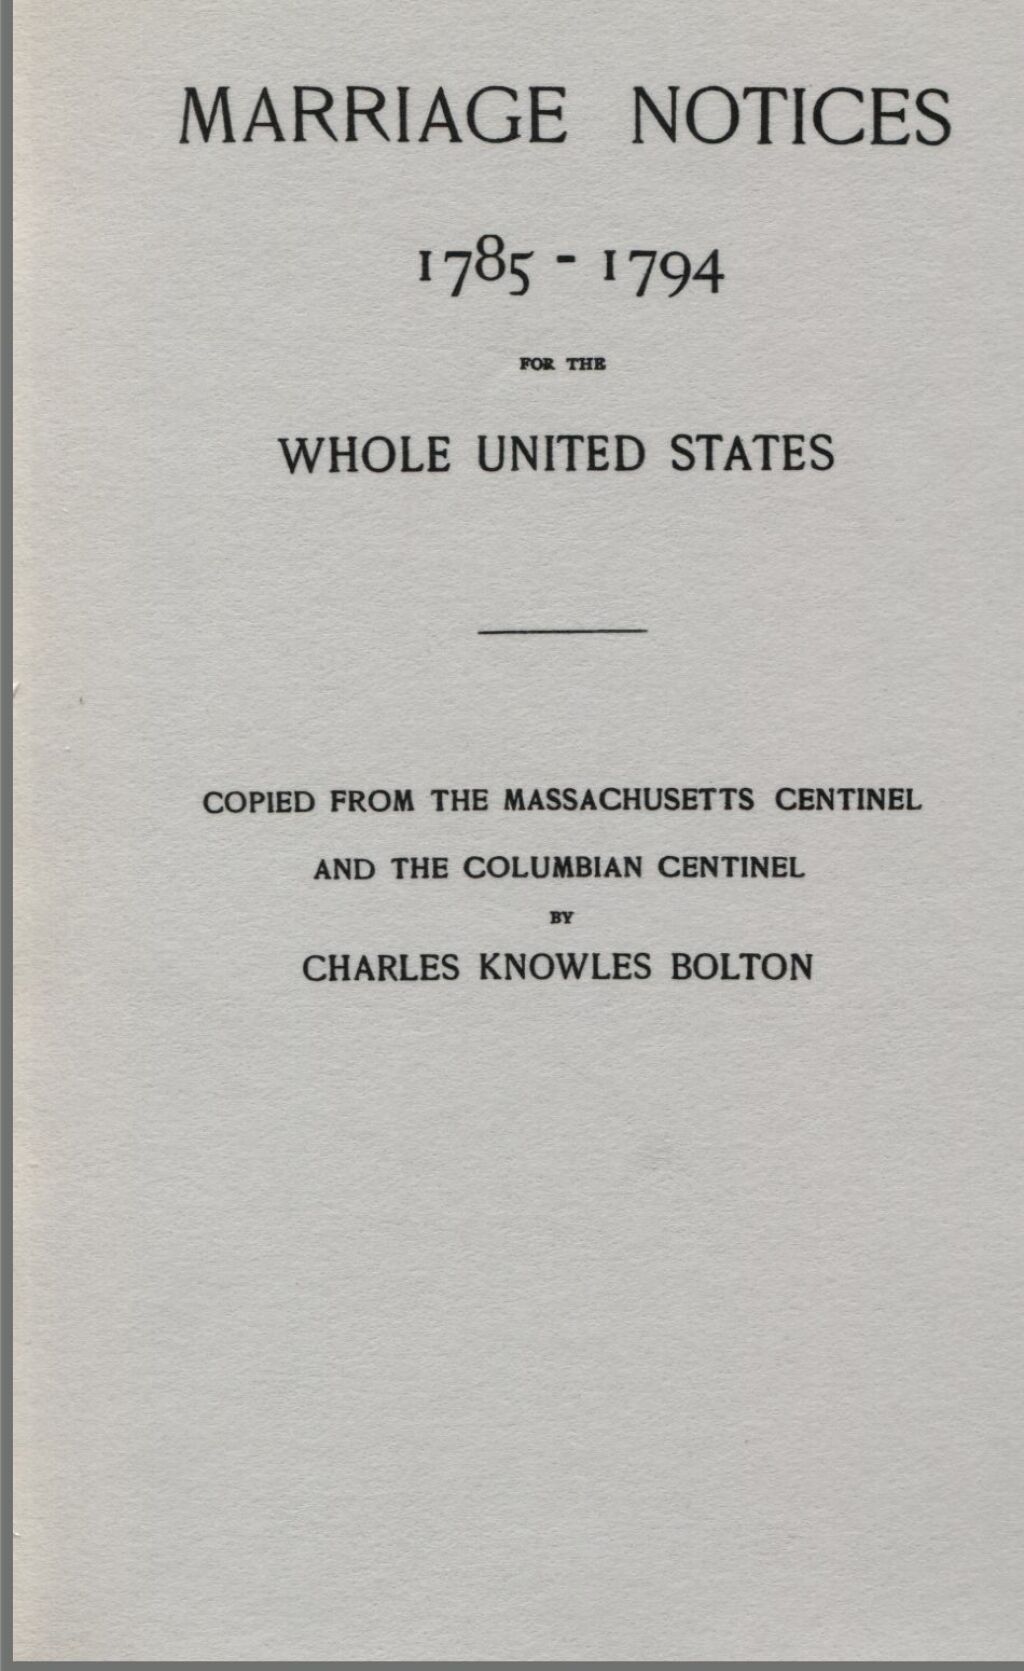 MARRIAGE NOTICES
1785 - 1794
FOR THE
WHOLE UNITED STATES
COPIED FROM THE MASSACHUSETTS CENTINEL
AND THE COLUMBIAN CENTINEL
BY
CHARLES KNOWLES BOLTON